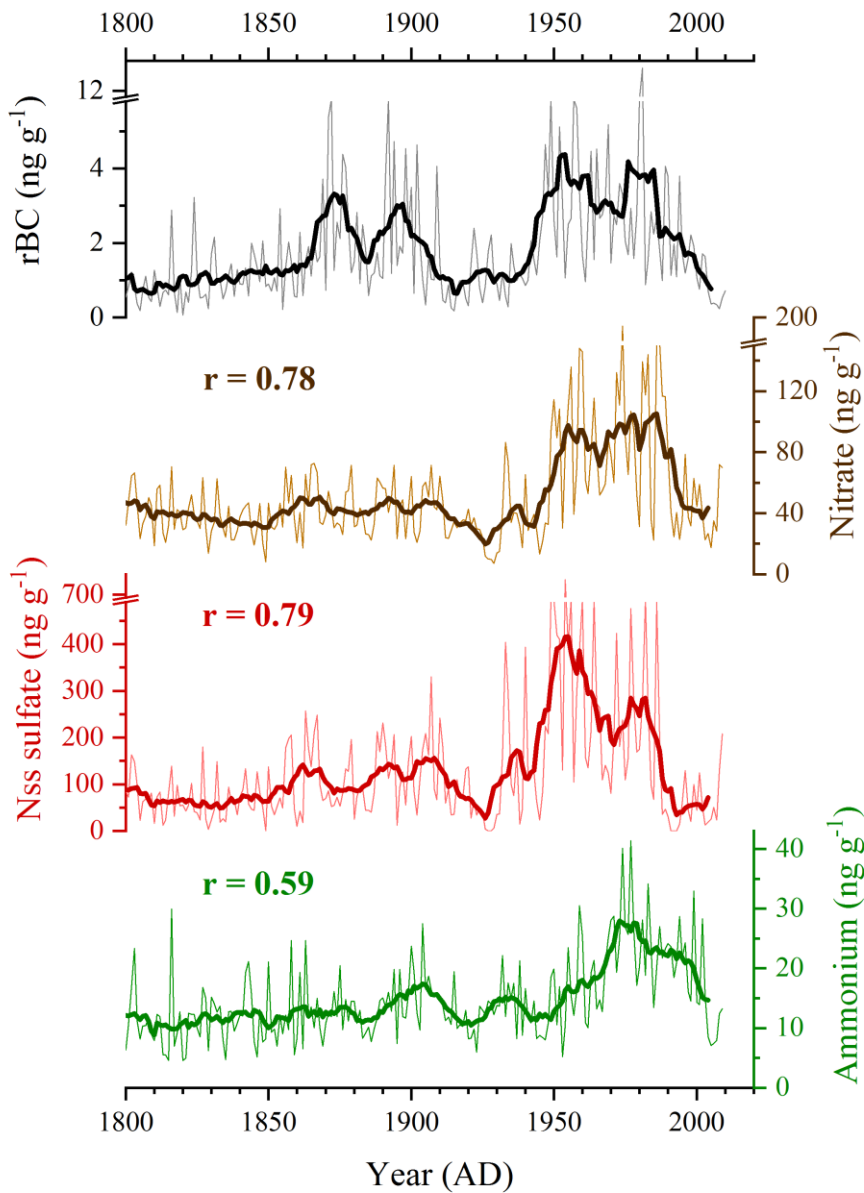 1800 1850 1900 1950 2000
12
4
2
0
rBC (ng g-1)
200
120
80
40
0
Nitrate (ng g-1)
r = 0.78
700
400
300
200
100
0
Nss sulfate (ng g-1)
r = 0.79
40
30
20
10
0
Ammonium (ng g-1)
r = 0.59
1800 1850 1900 1950 2000
Year (AD)